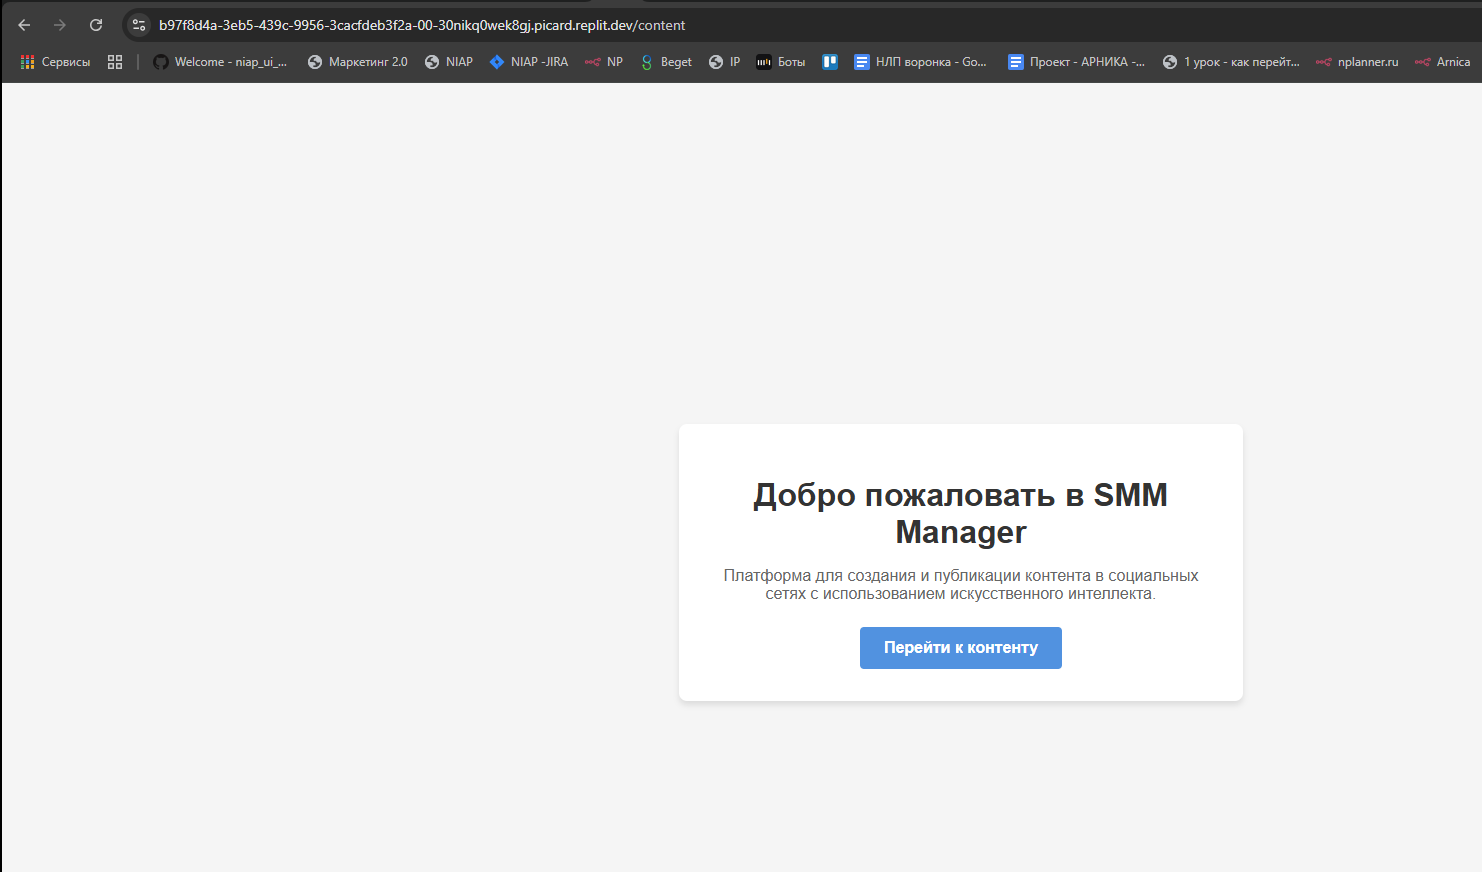 b97f8d4a-3eb5-439c-9956-3cacfdeb3f2a-00-30nikq0wek8gj.picard.replit.dev/content
Сервисы Welcome - niap_ui_... Маркетинг 2.0 NIAP NIAP -JIRA NP Beget IP Боты НЛП воронка - Go... Проект - АРНИКА -... 1 урок - как перейт... nplanner.ru Arnica
Добро пожаловать в SMM
Manager
Платформа для создания и публикации контента в социальных
сетях с использованием искусственного интеллекта.
Перейти к контенту